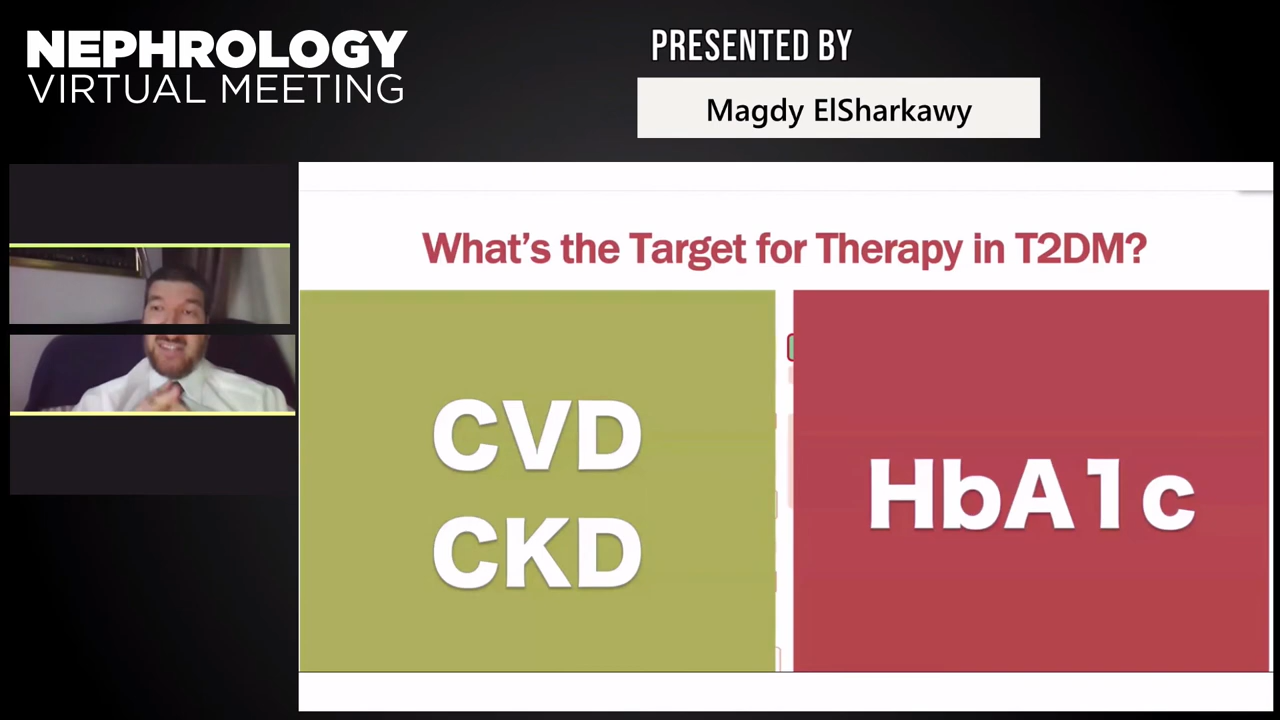 NEPHROLOGY
VIRTUAL MEETING
PRESENTED BY
Magdy ElSharkawy
What's the Target for Therapy in T2DM?
CVD
CKD
HbA1c